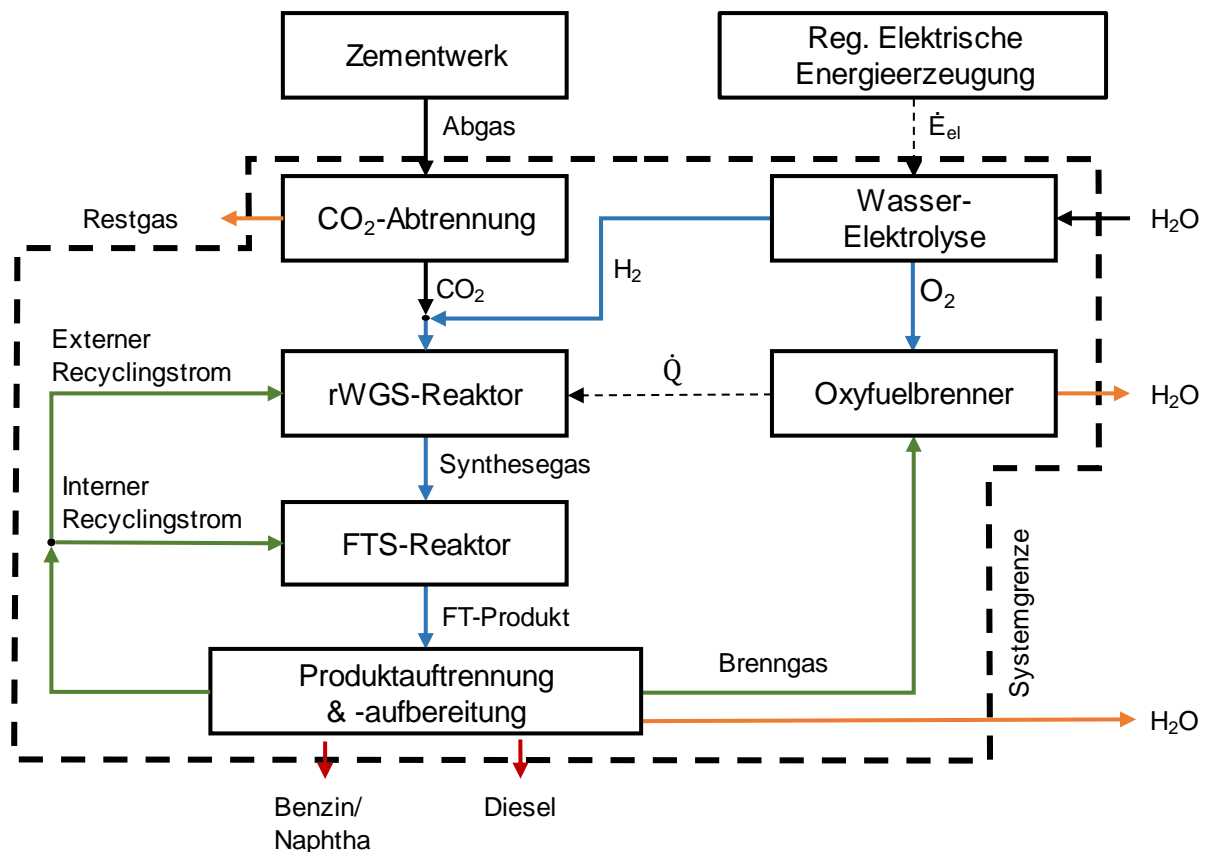 Zementwerk
Reg. Elektrische
Energieerzeugung
Abgas
Ėel
Restgas
CO2-Abtrennung
Wasser-
Elektrolyse
H2O
CO2
H2
O2
Externer
Recyclingstrom
rWGS-Reaktor
Q̇
Oxyfuelbrenner
H2O
Synthesegas
Interner
Recyclingstrom
FTS-Reaktor
FT-Produkt
Systemgrenze
Produktauftrennung
& -aufbereitung
Brenngas
H2O
Benzin/
Naphtha
Diesel